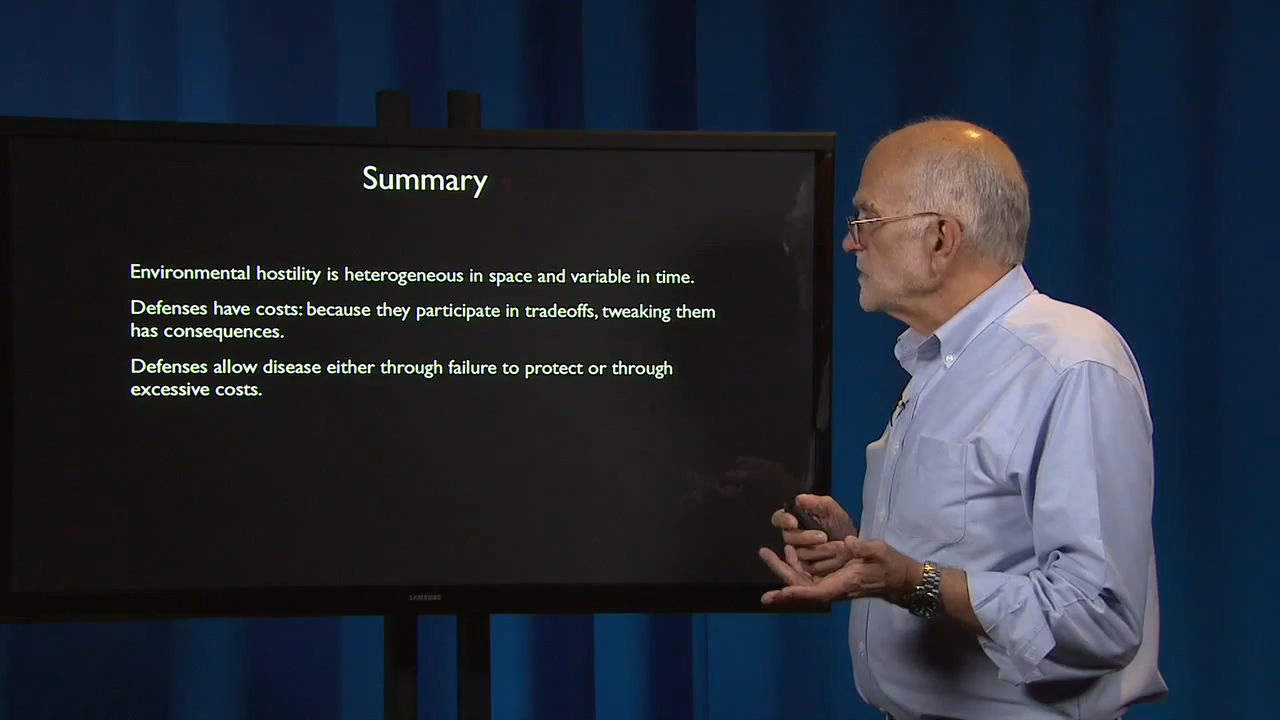 Summary
Environmental hostility is heterogeneous in space and variable in time.
Defenses have costs: because they participate in tradeoffs, tweaking them
has consequences.
Defenses allow disease either through failure to protect or through
excessive costs.
SAMSUNG